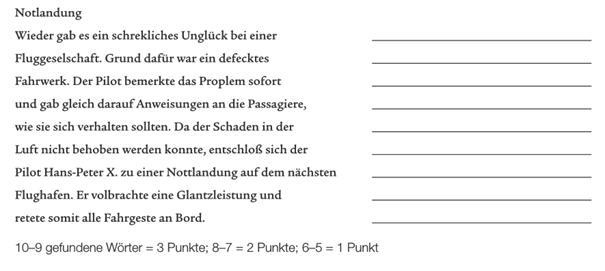 Notlandung
Wieder gab es ein schrekliches Unglück bei einer
Fluggeselschaft. Grund dafür war ein defecktes
Fahrwerk. Der Pilot bemerkte das Proplem sofort
und gab gleich darauf Anweisungen an die Passagiere,
wie sie sich verhalten sollten. Da der Schaden in der
Luft nicht behoben werden konnte, entschloß sich der
Pilot Hans-Peter X. zu einer Nottlandung auf dem nächsten
Flughafen. Er volbrachte eine Glantzleistung und
retete somit alle Fahrgeste an Bord.
10–9 gefundene Wörter = 3 Punkte; 8–7 = 2 Punkte; 6–5 = 1 Punkt